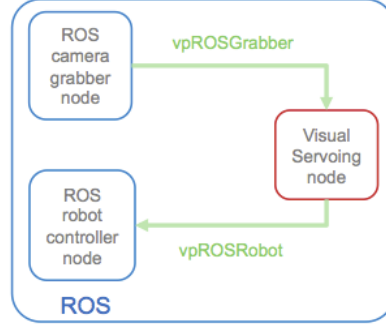 ROS
camera
grabber
node
vpROSGrabber
Visual
Servoing
node
ROS
robot
controller
node
vpROSRobot
ROS